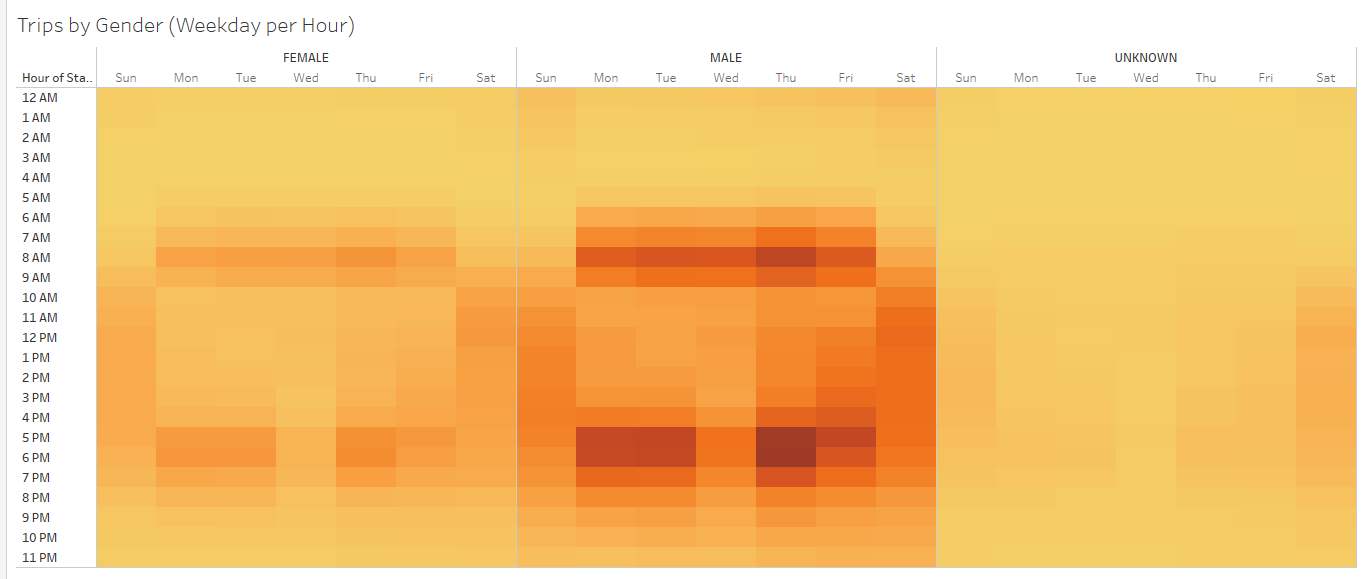 Trips by Gender (Weekday per Hour)
FEMALE MALE UNKNOWN
Hour of Sta.. Sun Mon Tue Wed Thu Fri Sat Sun Mon Tue Wed Thu Fri Sat Sun Mon Tue Wed Thu Fri Sat
12 AM
1 AM
2 AM
3 AM
4 AM
5 AM
6 AM
7 AM
8 AM
9 AM
10 AM
11 AM
12 PM
1 PM
2 PM
3 PM
4 PM
5 PM
6 PM
7 PM
8 PM
9 PM
10 PM
11 PM